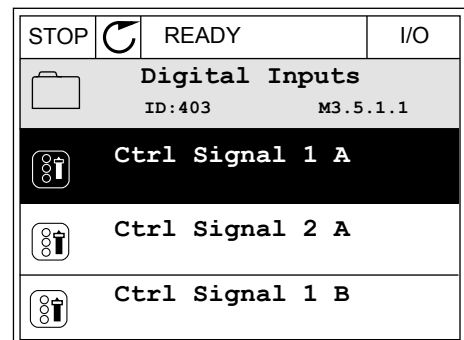 STOP READY I/O
Digital Inputs
ID:403 M3.5.1.1
Ctrl Signal 1 A
Ctrl Signal 2 A
Ctrl Signal 1 B